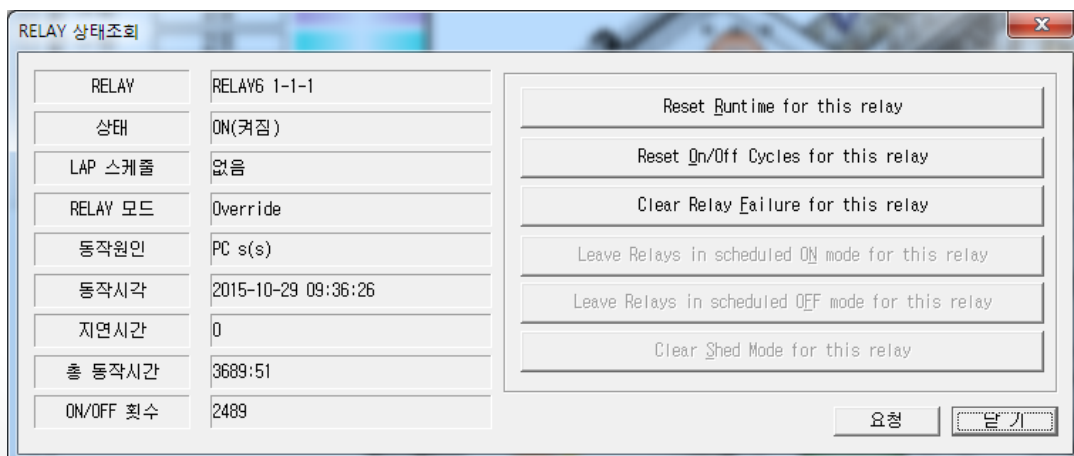 RELAY 상태조회
RELAY RELAY6 1-1-1
상태 ON(켜짐)
LAP 스케줄 없음
RELAY 모드 Override
동작원인 PC s(s)
동작시각 2015-10-29 09:36:26
지연시간 0
총 동작시간 3689:51
ON/OFF 횟수 2489
Reset Runtime for this relay
Reset On/Off Cycles for this relay
Clear Relay Failure for this relay
Leave Relays in scheduled ON mode for this relay
Leave Relays in scheduled OFF mode for this relay
Clear Shed Mode for this relay
요청 닫 기